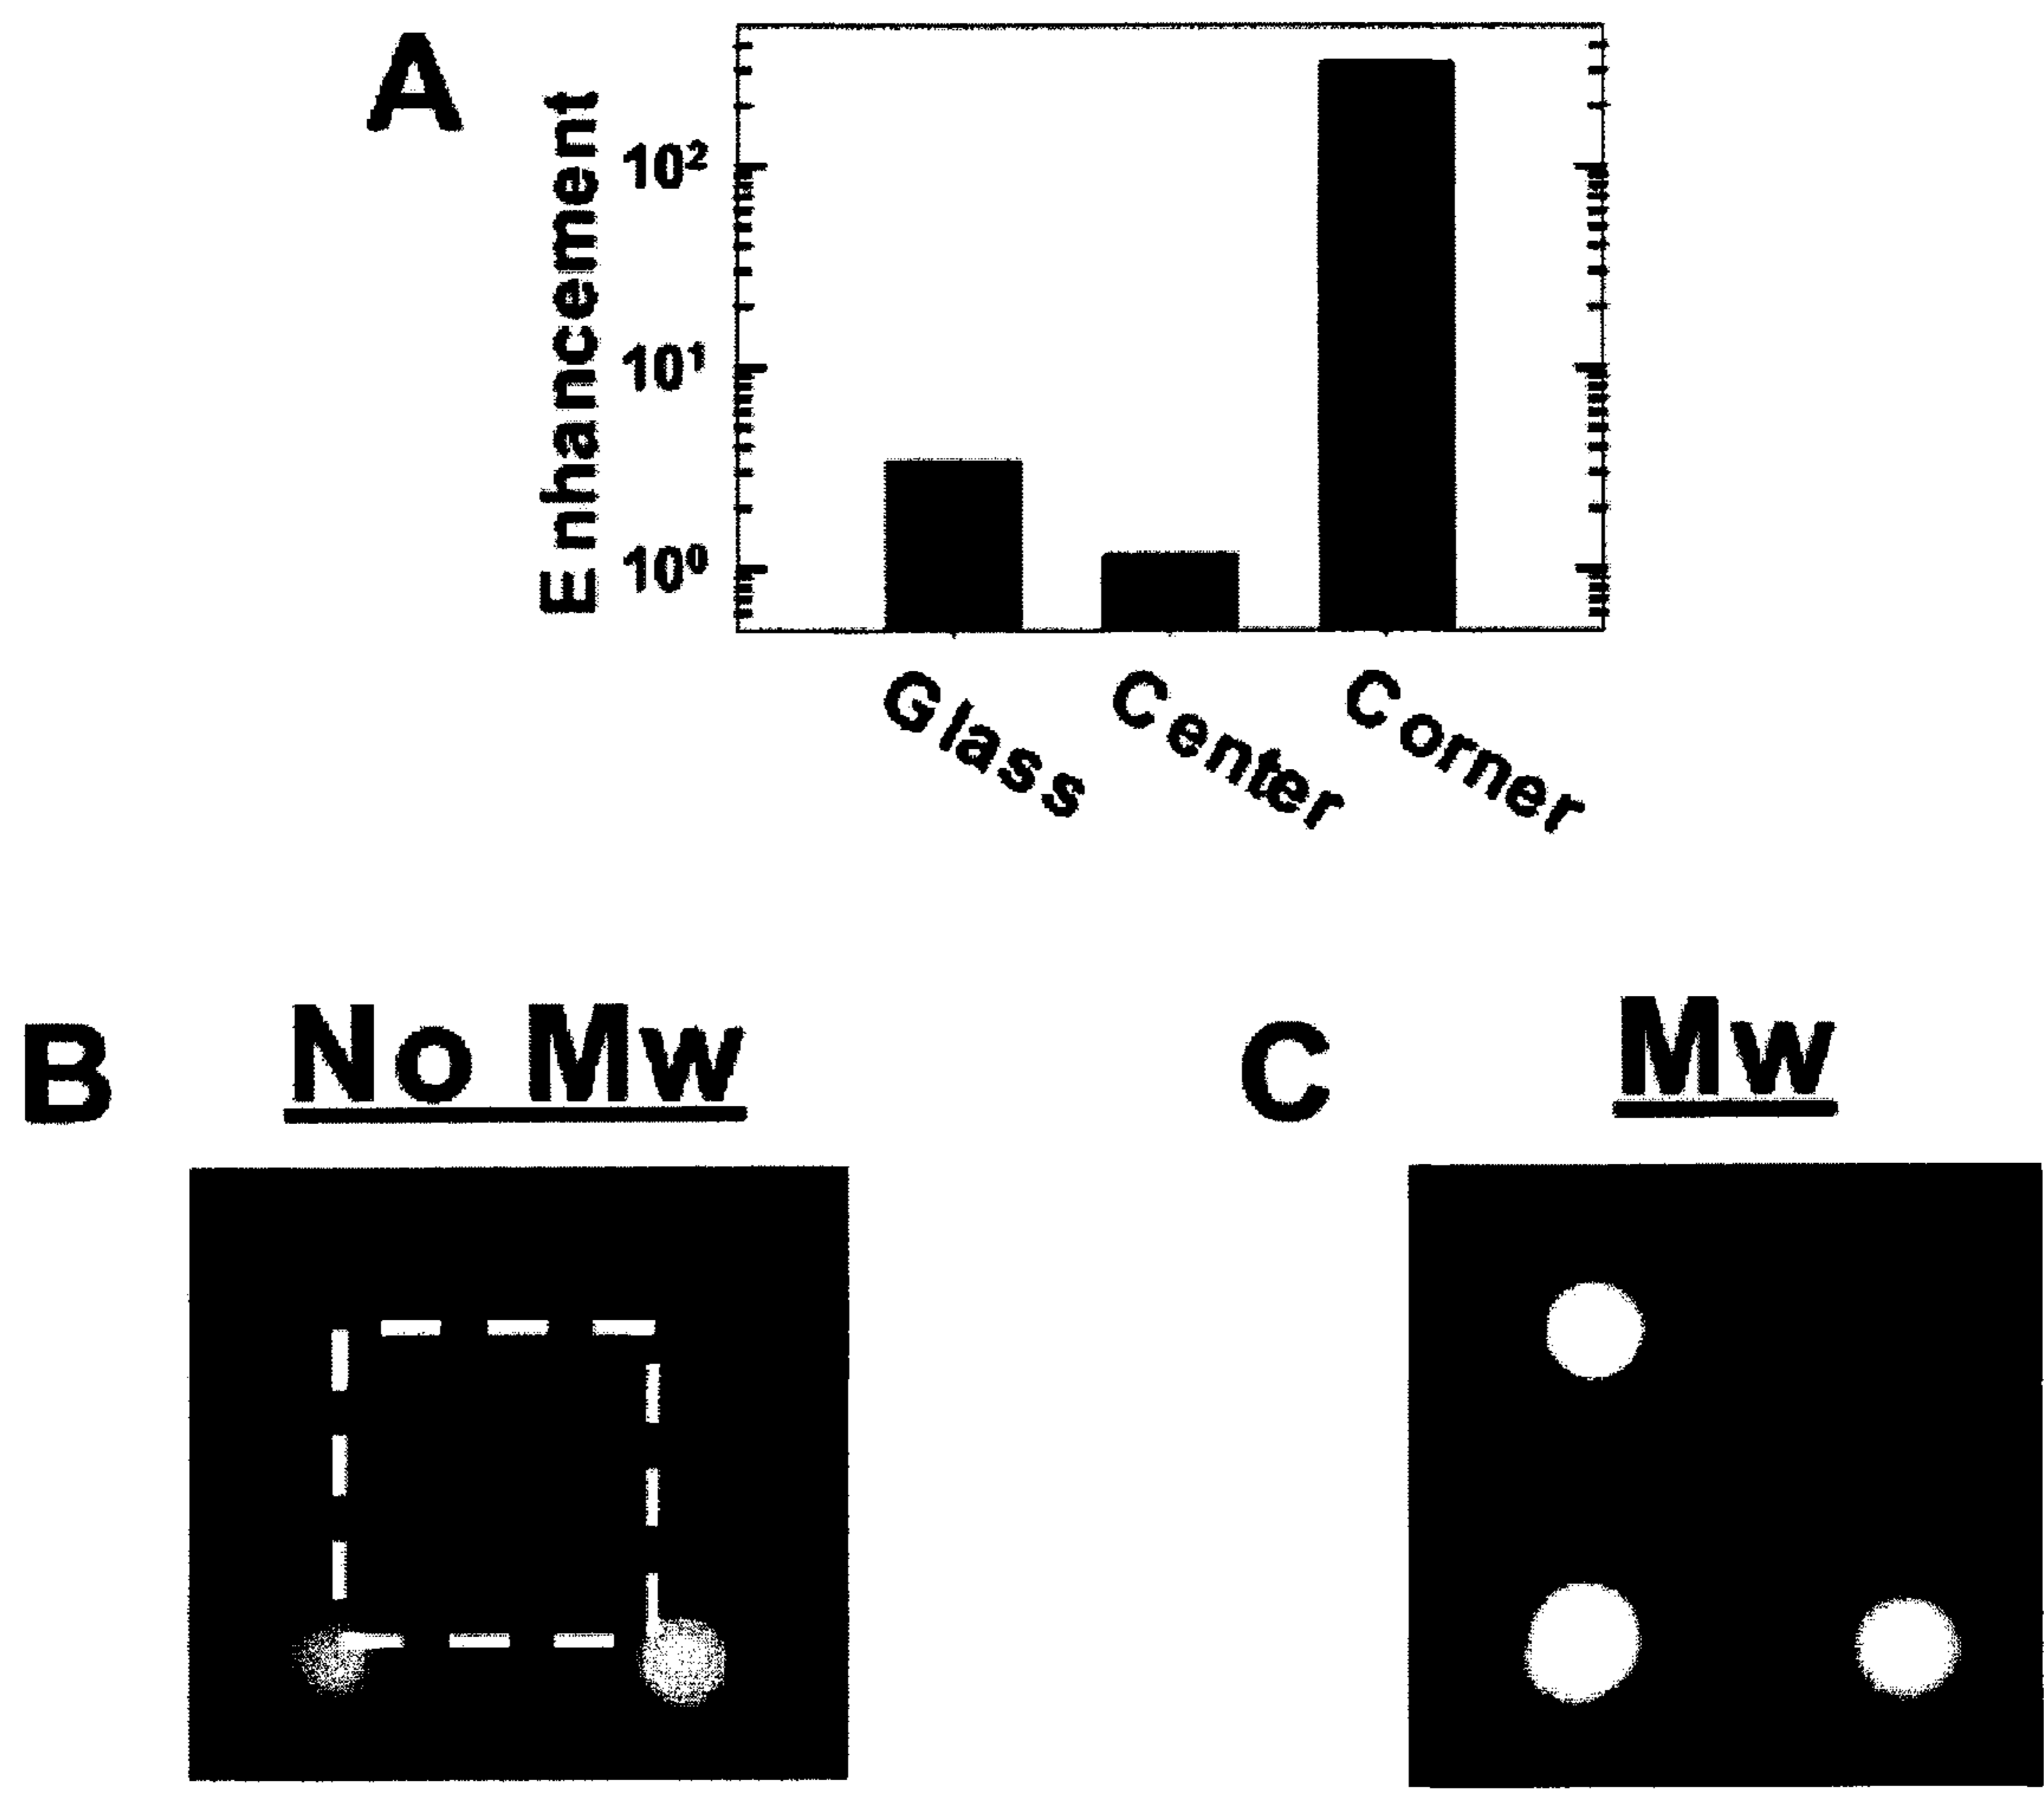 A
Enhancement
10²
10¹
10⁰
Glass
Center
Corner
B
No Mw
C
Mw